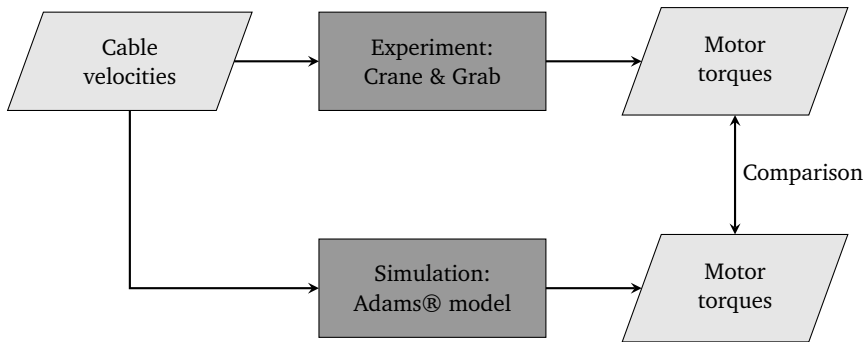 Cable
velocities
Experiment:
Crane & Grab
Motor
torques
Comparison
Simulation:
Adams® model
Motor
torques